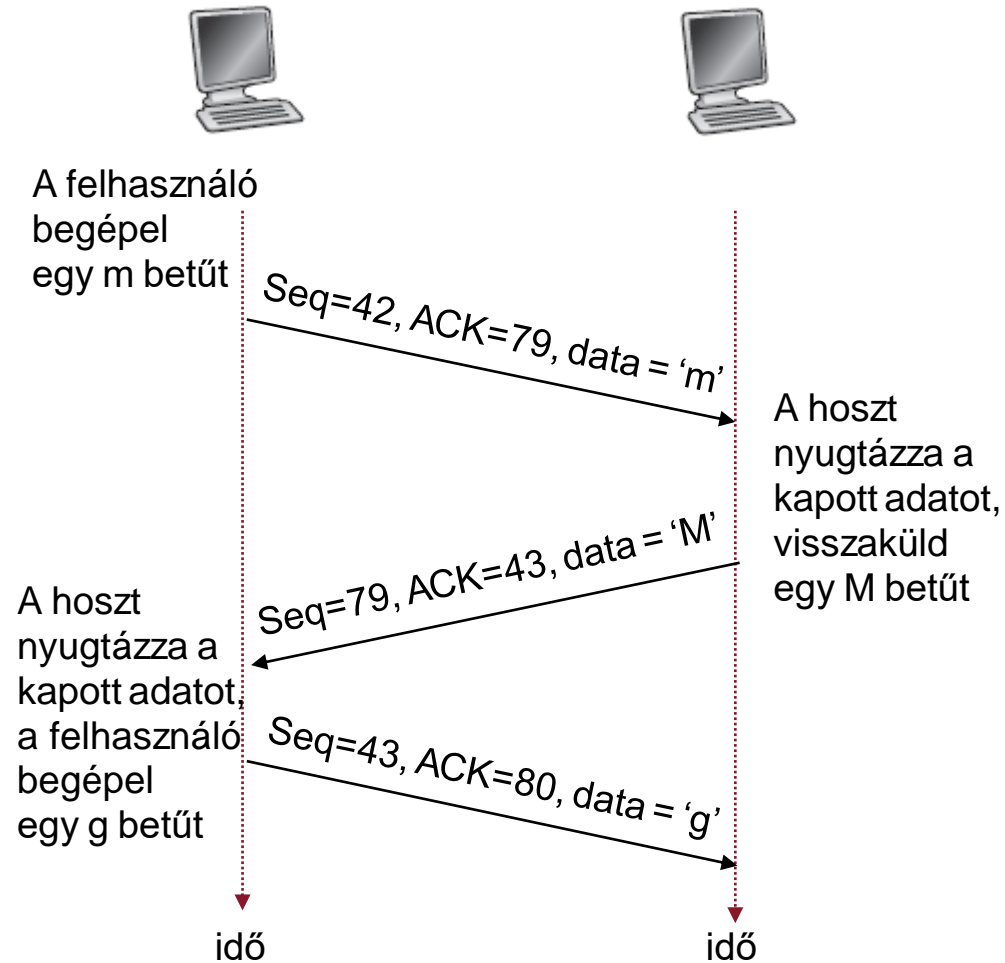 A felhasználó
begépel
egy m betűt
Seq=42, ACK=79, data = ‘m’
A hoszt
nyugtázza a
kapott adatot,
visszaküld
egy M betűt
Seq=79, ACK=43, data = ‘M’
A hoszt
nyugtázza a
kapott adatot,
a felhasználó
begépel
egy g betűt
Seq=43, ACK=80, data = ‘g’
idő
idő